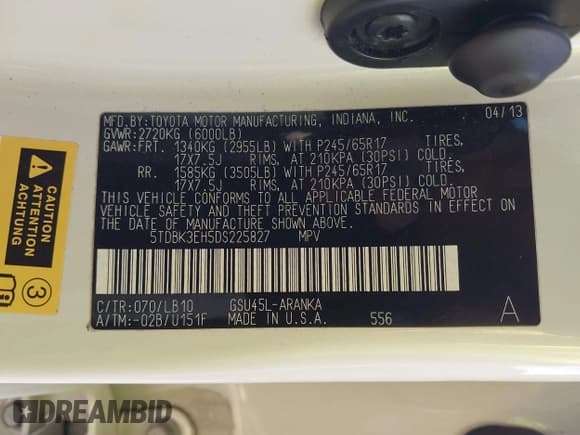 MFD.BY:TOYOTA MOTOR MANUFACTURING, INDIANA, INC. 04/13
GVWR:2720KG (6000LB)
GAWR:FRT. 1340KG (2955LB) WITH P245/65R17 TIRES,
17X7.5J RIMS, AT 210KPA (30PSI) COLD.
RR. 1585KG (3505LB) WITH P245/65R17 TIRES,
17X7.5J RIMS, AT 210KPA (30PSI) COLD.
THIS VEHICLE CONFORMS TO ALL APPLICABLE FEDERAL MOTOR
VEHICLE SAFETY AND THEFT PREVENTION STANDARDS IN EFFECT ON
THE DATE OF MANUFACTURE SHOWN ABOVE.
5TDBK3EH5DS225827 MPV
C/TR:070/LB10 GSU45L-ARANKA
A/TM:-02B/U151F MADE IN U.S.A. 556 A
CAUTION
ATTENTION
ACHTUNG
3
DREAMBID